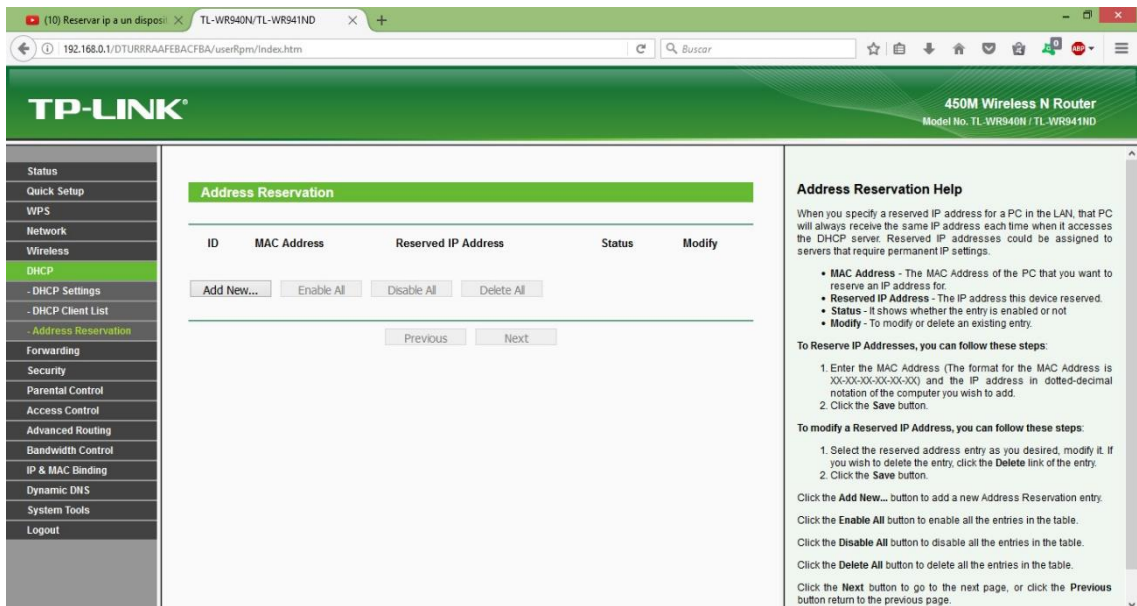 (10) Reservar ip a un disposit
TL-WR940N/TL-WR941ND
192.168.0.1/DTURRRAAFEBACFBA/userRpm/Index.htm
Buscar
0
ABP
TP-LINK®
450M Wireless N Router
Model No. TL-WR940N / TL-WR941ND
Status
Quick Setup
WPS
Network
Wireless
DHCP
- DHCP Settings
- DHCP Client List
- Address Reservation
Forwarding
Security
Parental Control
Access Control
Advanced Routing
Bandwidth Control
IP & MAC Binding
Dynamic DNS
System Tools
Logout
Address Reservation
ID MAC Address Reserved IP Address Status Modify
Add New... Enable All Disable All Delete All
Previous Next
Address Reservation Help
When you specify a reserved IP address for a PC in the LAN, that PC
will always receive the same IP address each time when it accesses
the DHCP server. Reserved IP addresses could be assigned to
servers that require permanent IP settings.
• MAC Address - The MAC Address of the PC that you want to
reserve an IP address for.
• Reserved IP Address - The IP address this device reserved.
• Status - It shows whether the entry is enabled or not
• Modify - To modify or delete an existing entry.
To Reserve IP Addresses, you can follow these steps:
1. Enter the MAC Address (The format for the MAC Address is
XX-XX-XX-XX-XX-XX) and the IP address in dotted-decimal
notation of the computer you wish to add.
2. Click the Save button.
To modify a Reserved IP Address, you can follow these steps:
1. Select the reserved address entry as you desired, modify it. If
you wish to delete the entry, click the Delete link of the entry.
2. Click the Save button.
Click the Add New... button to add a new Address Reservation entry.
Click the Enable All button to enable all the entries in the table.
Click the Disable All button to disable all the entries in the table.
Click the Delete All button to delete all the entries in the table.
Click the Next button to go to the next page, or click the Previous
button return to the previous page.